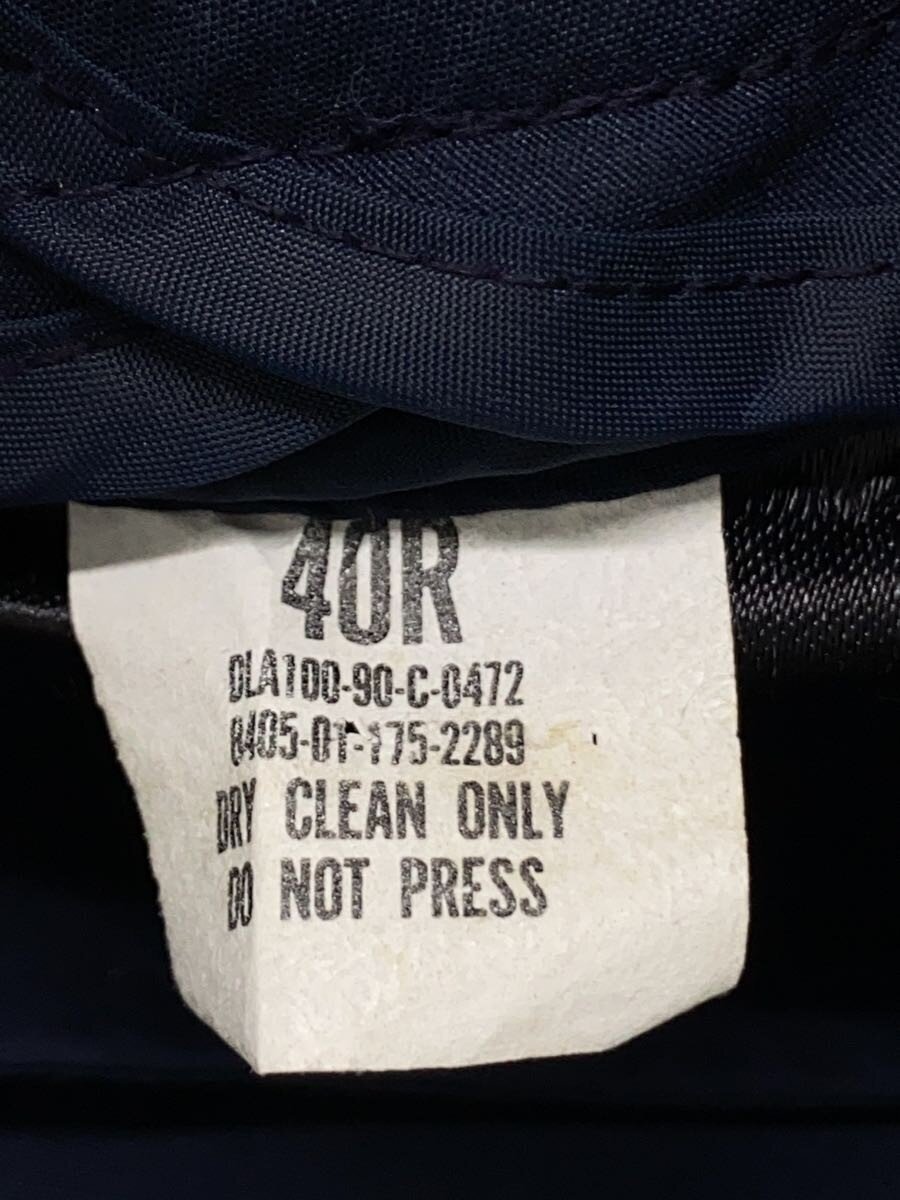 40R
DLA100-90-C-0472
8405-01-175-2289
DRY CLEAN ONLY
DO NOT PRESS